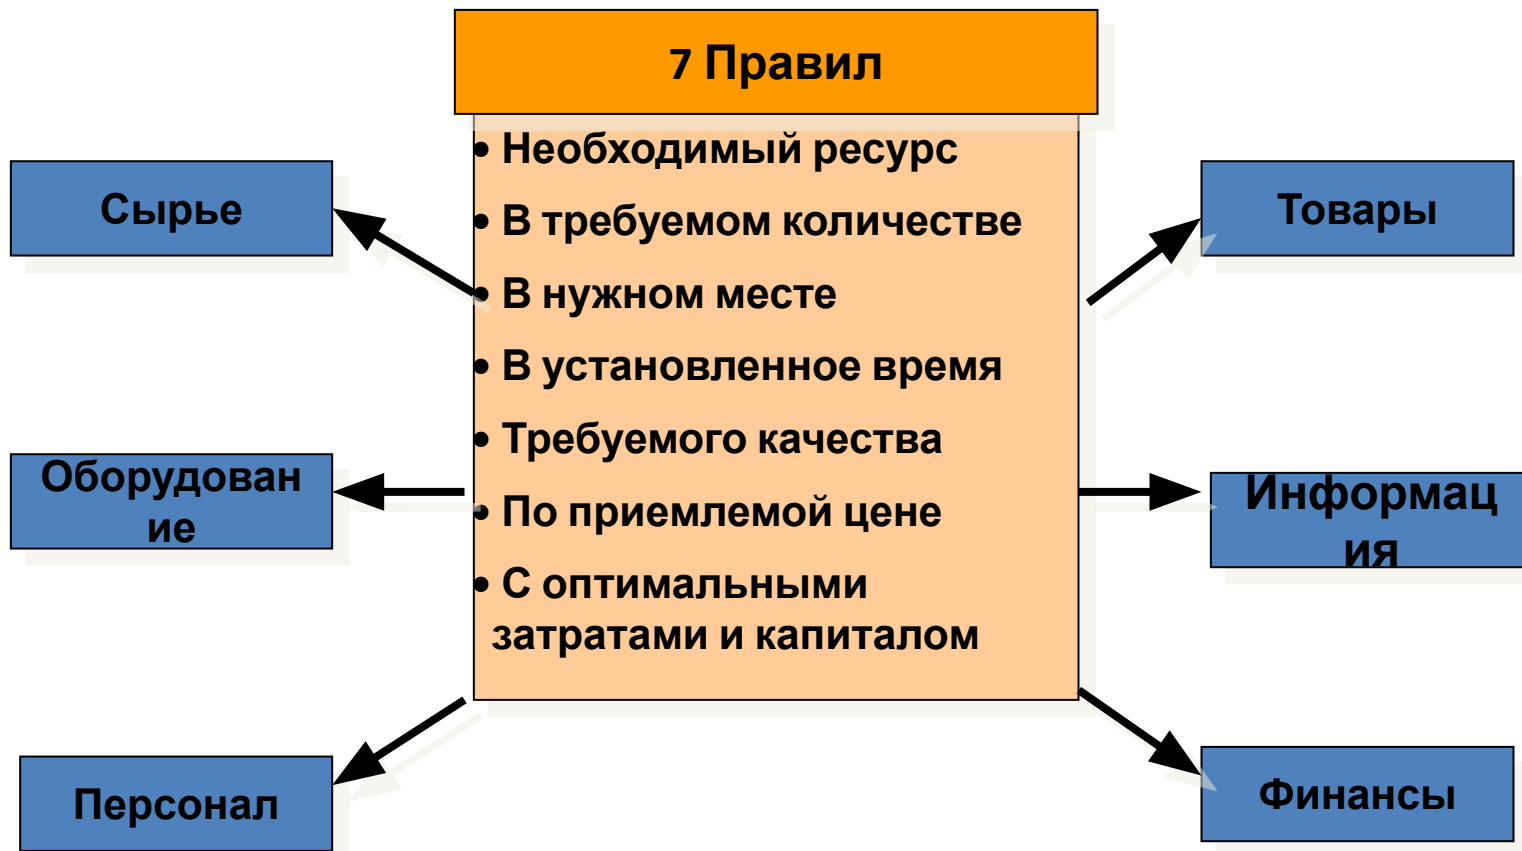 7 Правил
• Необходимый ресурс
• В требуемом количестве
• В нужном месте
• В установленное время
• Требуемого качества
• По приемлемой цене
• С оптимальными
затратами и капиталом
Сырье
Оборудован
ие
Персонал
Товары
Информац
ия
Финансы